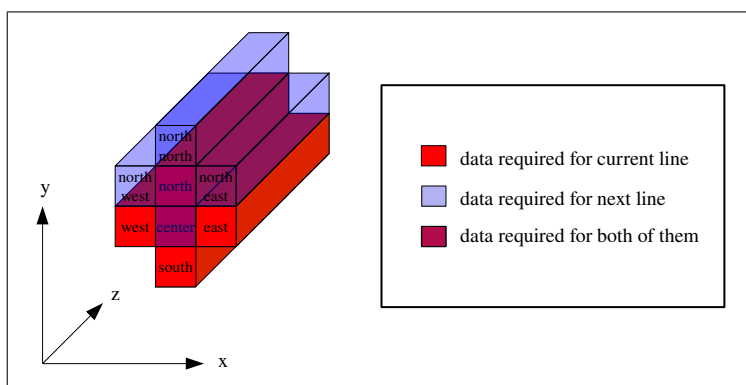 north
north
north
west
north
north
east
west
center
east
south
y
z
x
data required for current line
data required for next line
data required for both of them